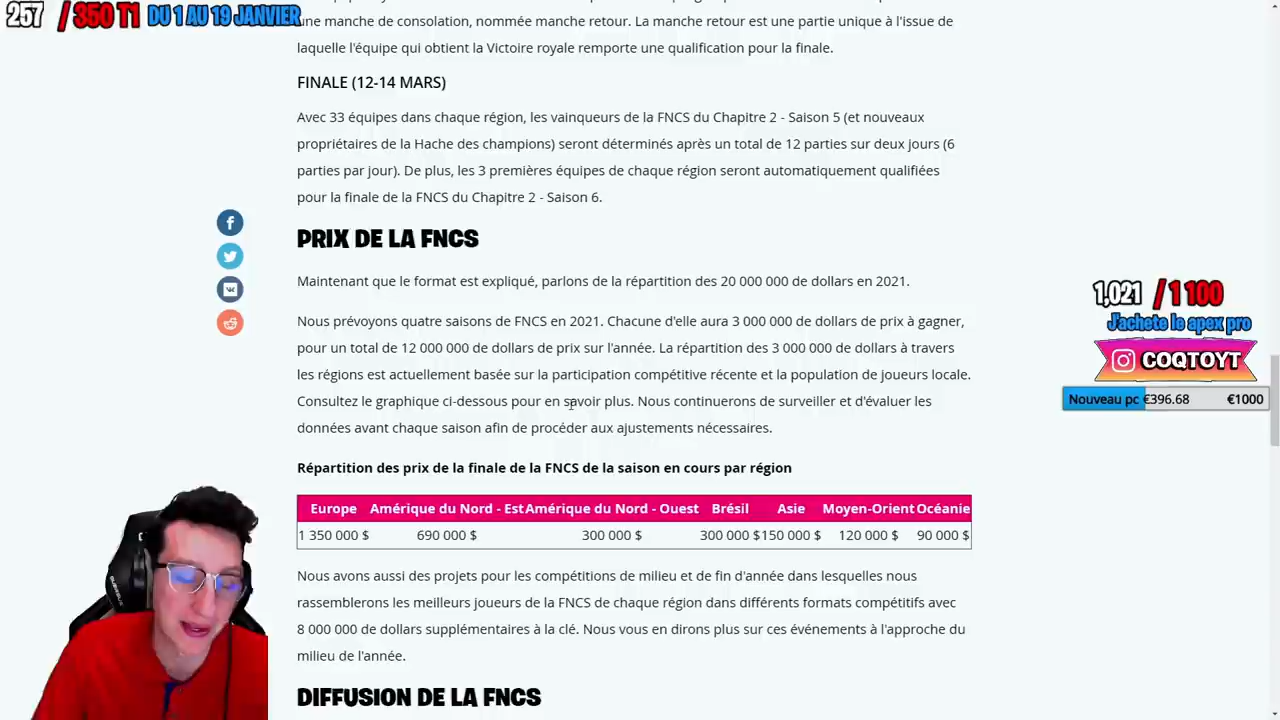 257 / 350 T1 DU 1 AU 19 JANVIER
une manche de consolation, nommée manche retour. La manche retour est une partie unique à l'issue de
laquelle l'équipe qui obtient la Victoire royale remporte une qualification pour la finale.
FINALE (12-14 MARS)
Avec 33 équipes dans chaque région, les vainqueurs de la FNCS du Chapitre 2 - Saison 5 (et nouveaux
propriétaires de la Hache des champions) seront déterminés après un total de 12 parties sur deux jours (6
parties par jour). De plus, les 3 premières équipes de chaque région seront automatiquement qualifiées
pour la finale de la FNCS du Chapitre 2 - Saison 6.
PRIX DE LA FNCS
Maintenant que le format est expliqué, parlons de la répartition des 20 000 000 de dollars en 2021.
Nous prévoyons quatre saisons de FNCS en 2021. Chacune d'elle aura 3 000 000 de dollars de prix à gagner,
pour un total de 12 000 000 de dollars de prix sur l'année. La répartition des 3 000 000 de dollars à travers
les régions est actuellement basée sur la participation compétitive récente et la population de joueurs locale.
Consultez le graphique ci-dessous pour en savoir plus. Nous continuerons de surveiller et d'évaluer les
données avant chaque saison afin de procéder aux ajustements nécessaires.
Répartition des prix de la finale de la FNCS de la saison en cours par région
Europe Amérique du Nord - Est Amérique du Nord - Ouest Brésil Asie Moyen-Orient Océanie
1 350 000 $ 690 000 $ 300 000 $ 300 000 $ 150 000 $ 120 000 $ 90 000 $
Nous avons aussi des projets pour les compétitions de milieu et de fin d'année dans lesquelles nous
rassemblerons les meilleurs joueurs de la FNCS de chaque région dans différents formats compétitifs avec
8 000 000 de dollars supplémentaires à la clé. Nous vous en dirons plus sur ces événements à l'approche du
milieu de l'année.
DIFFUSION DE LA FNCS
1,021 / 1 100
J'achete le apex pro
COQTOYT
Nouveau pc €396.68 €1000